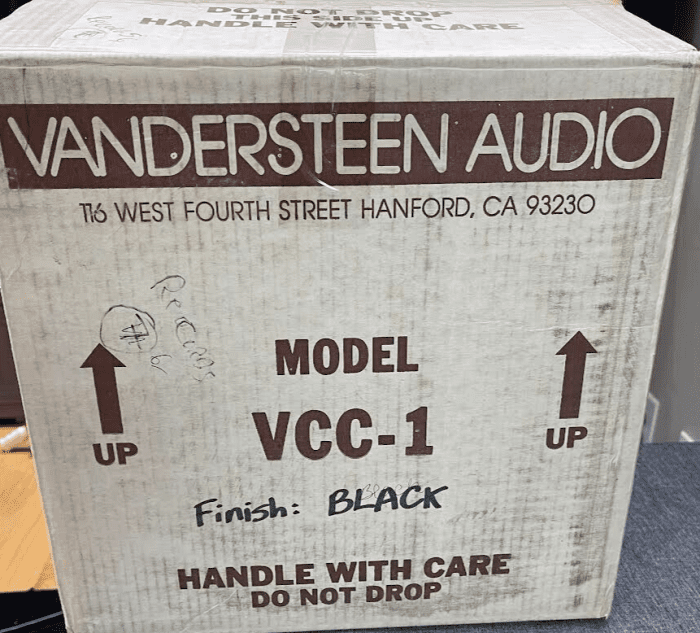 DO NOT DROP
THIS SIDE UP
HANDLE WITH CARE
VANDERSTEEN AUDIO
116 WEST FOURTH STREET HANFORD, CA 93230
MODEL
VCC-1
UP
UP
Finish: BLACK
HANDLE WITH CARE
DO NOT DROP